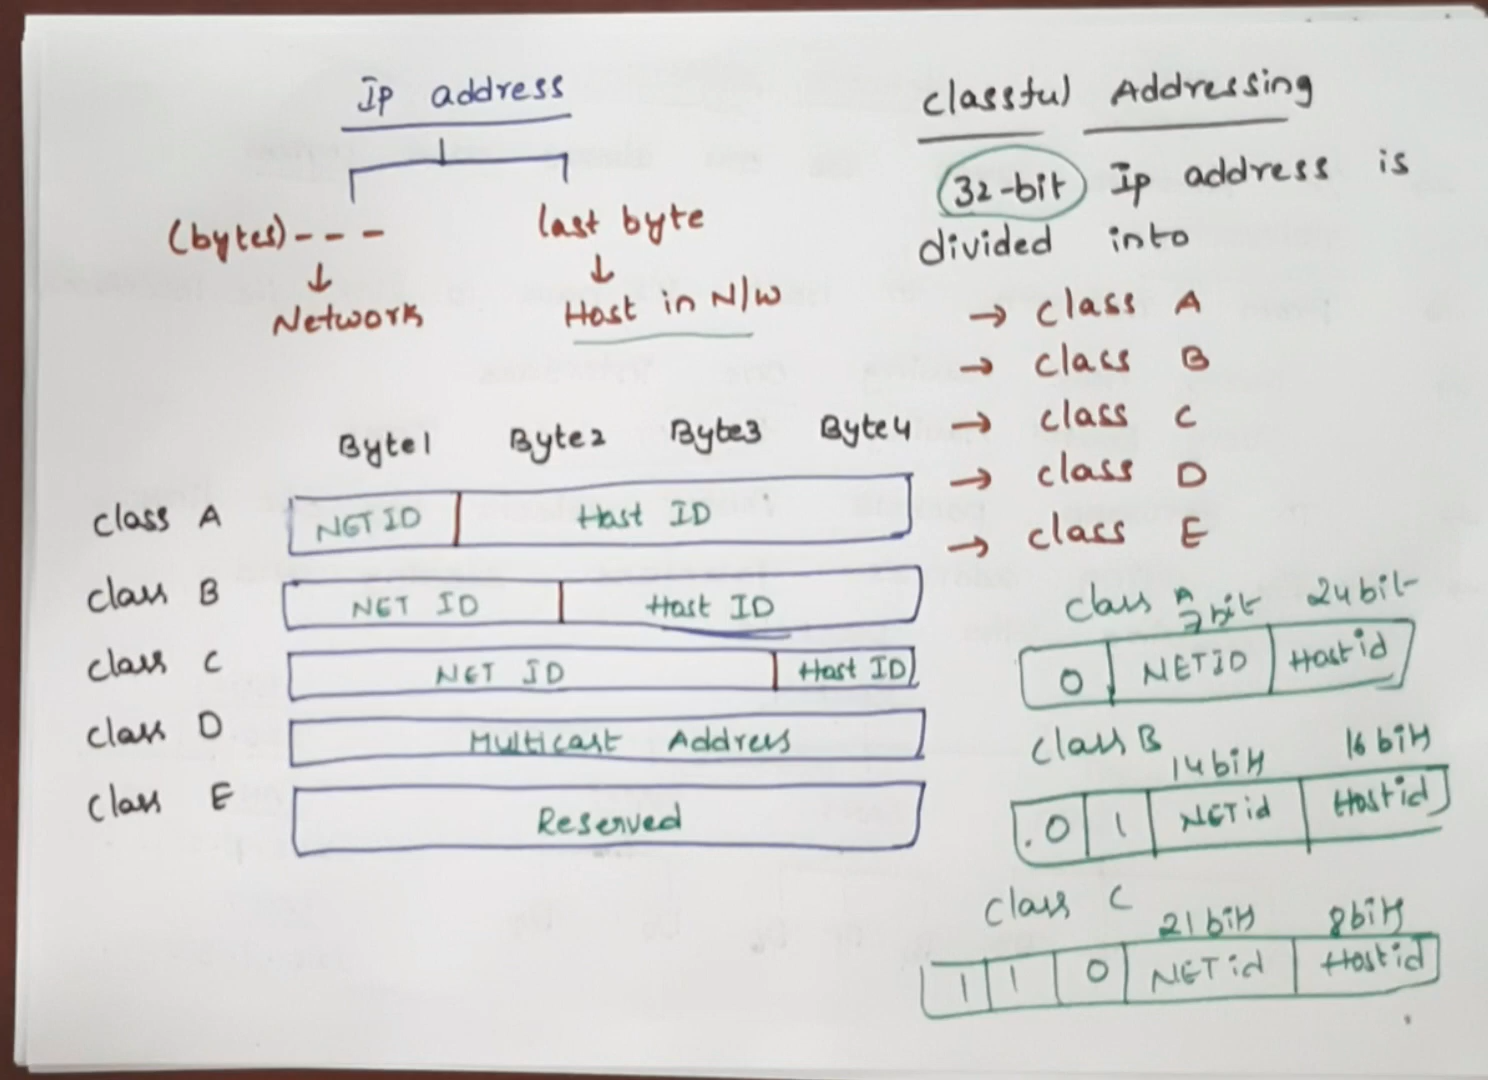 Ip address
(bytes)--- last byte
↓ ↓
Network Host in N/W
Byte1 Byte2 Byte3 Byte4
class A NET ID Host ID
class B NET ID Host ID
class C NET ID Host ID
class D Multicast Address
class E Reserved
classful Addressing
32-bit Ip address is
divided into
→ class A
→ class B
→ class C
→ class D
→ class E
class A 7bit 24bit
0 NETID Hostid
class B 14bits 16bits
.0 1 NETid Hostid
class C 21bits 8bits
1 1 0 NETid Hostid